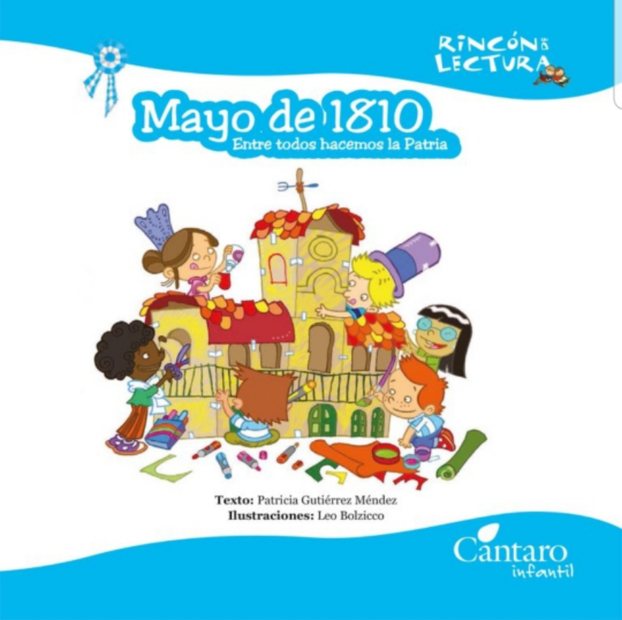 RINCÓN DE
LECTURA
Mayo de 1810
Entre todos hacemos la Patria
Texto: Patricia Gutiérrez Méndez
Ilustraciones: Leo Bolzicco
Cántaro
infantil